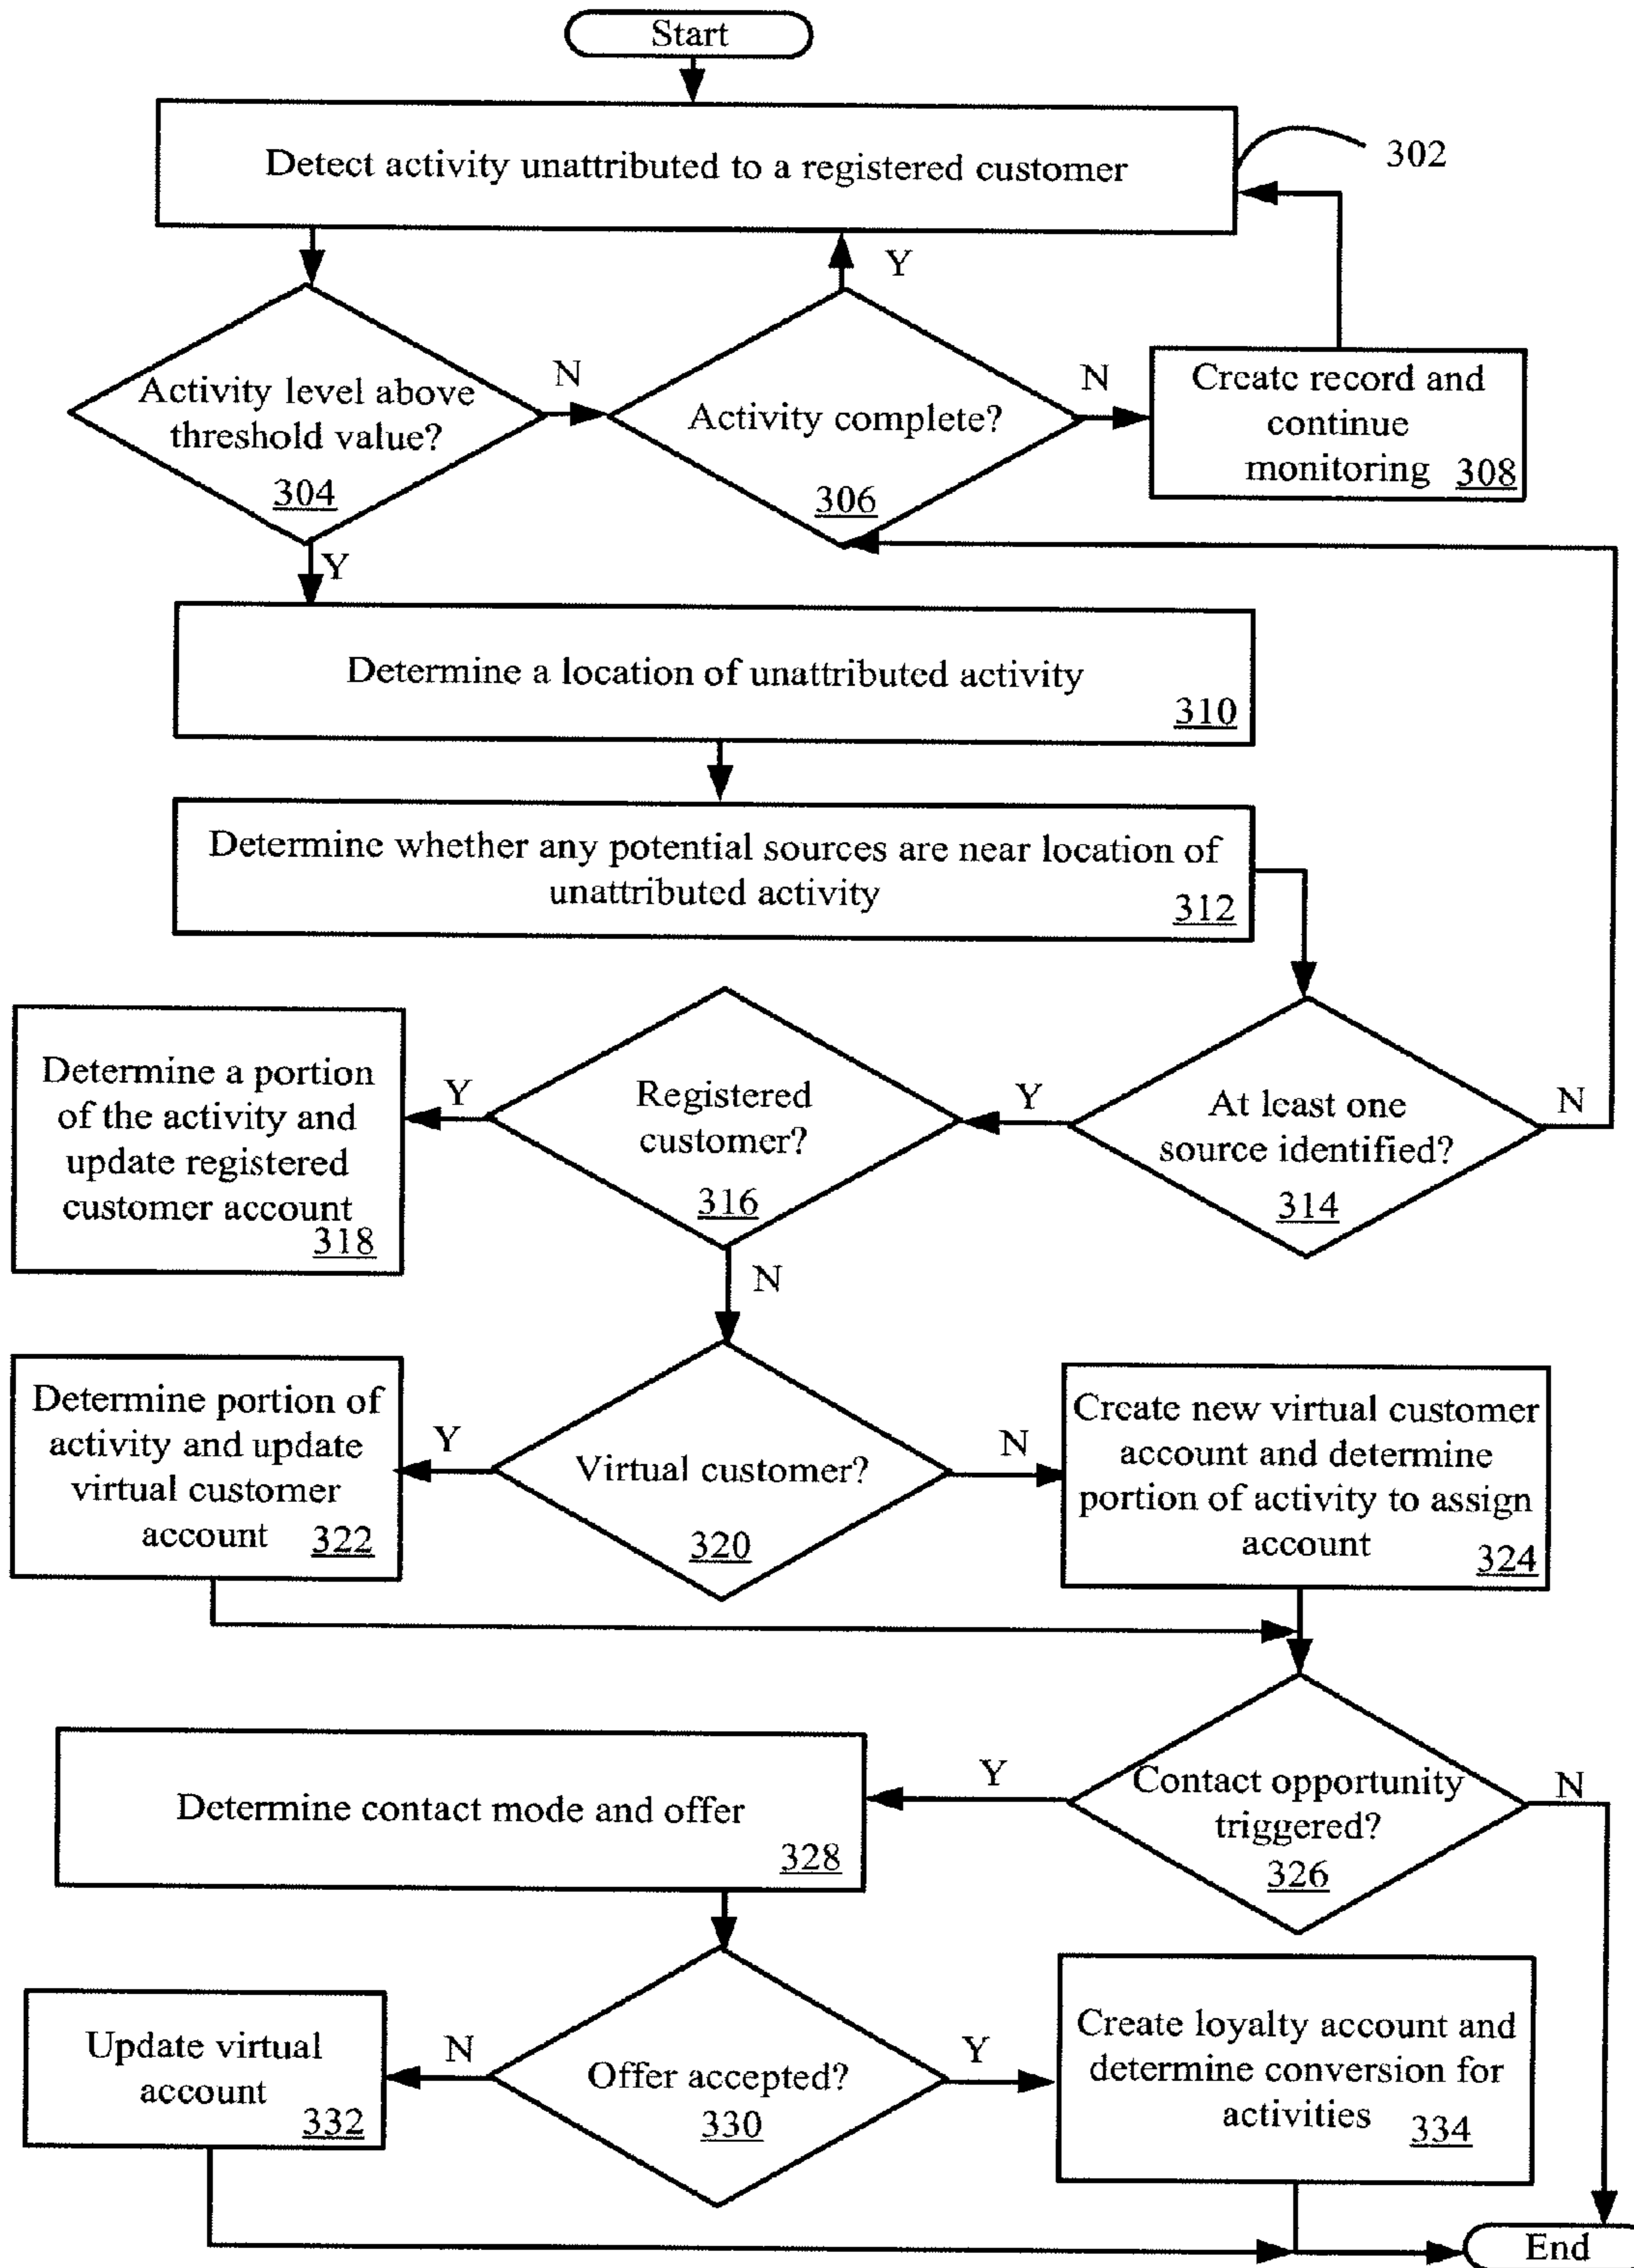 Start
Detect activity unattributed to a registered customer
302
Y
Activity level above
threshold value?
304
N
Activity complete?
306
N
Create record and
continue
monitoring 308
Y
Determine a location of unattributed activity
310
Determine whether any potential sources are near location of
unattributed activity
312
Determine a portion
of the activity and
update registered
customer account
318
Y
Registered
customer?
316
Y
At least one
source identified?
314
N
N
Determine portion of
activity and update
virtual customer
account 322
Y
Virtual customer?
320
N
Create new virtual customer
account and determine
portion of activity to assign
account
324
Determine contact mode and offer
328
Y
Contact opportunity
triggered?
326
N
Update virtual
account
332
N
Offer accepted?
330
Y
Create loyalty account and
determine conversion for
activities 334
End